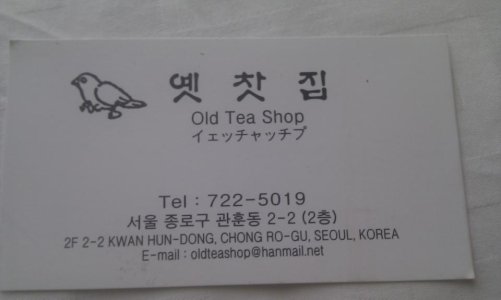 옛 찻 집
Old Tea Shop
イェッチャッチプ
Tel : 722-5019
서울 종로구 관훈동 2-2 (2층)
2F 2-2 KWAN HUN-DONG, CHONG RO-GU, SEOUL, KOREA
E-mail : oldteashop@hanmail.net